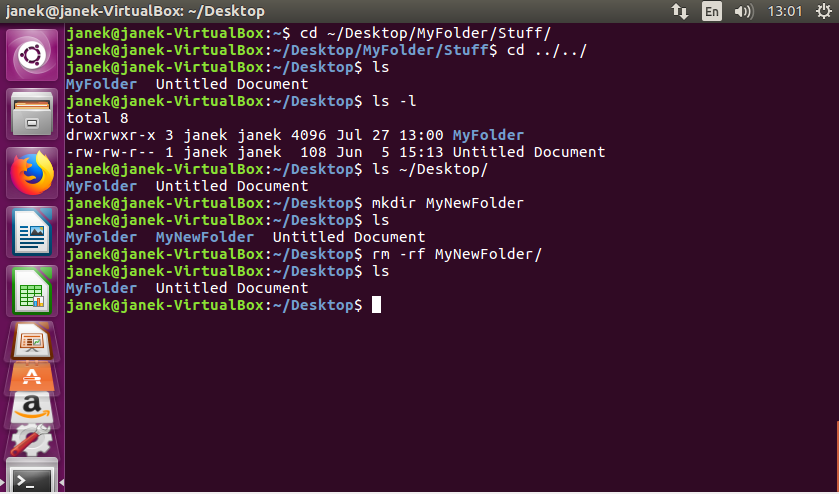 janek@janek-VirtualBox: ~/Desktop
En
13:01
janek@janek-VirtualBox:~$ cd ~/Desktop/MyFolder/Stuff/
janek@janek-VirtualBox:~/Desktop/MyFolder/Stuff$ cd ../../
janek@janek-VirtualBox:~/Desktop$ ls
MyFolder  Untitled Document
janek@janek-VirtualBox:~/Desktop$ ls -l
total 8
drwxrwxr-x 3 janek janek 4096 Jul 27 13:00 MyFolder
-rw-rw-r-- 1 janek janek  108 Jun  5 15:13 Untitled Document
janek@janek-VirtualBox:~/Desktop$ ls ~/Desktop/
MyFolder  Untitled Document
janek@janek-VirtualBox:~/Desktop$ mkdir MyNewFolder
janek@janek-VirtualBox:~/Desktop$ ls
MyFolder  MyNewFolder  Untitled Document
janek@janek-VirtualBox:~/Desktop$ rm -rf MyNewFolder/
janek@janek-VirtualBox:~/Desktop$ ls
MyFolder  Untitled Document
janek@janek-VirtualBox:~/Desktop$